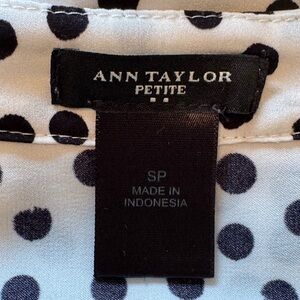 ANN TAYLOR
PETITE
SP
MADE IN
INDONESIA